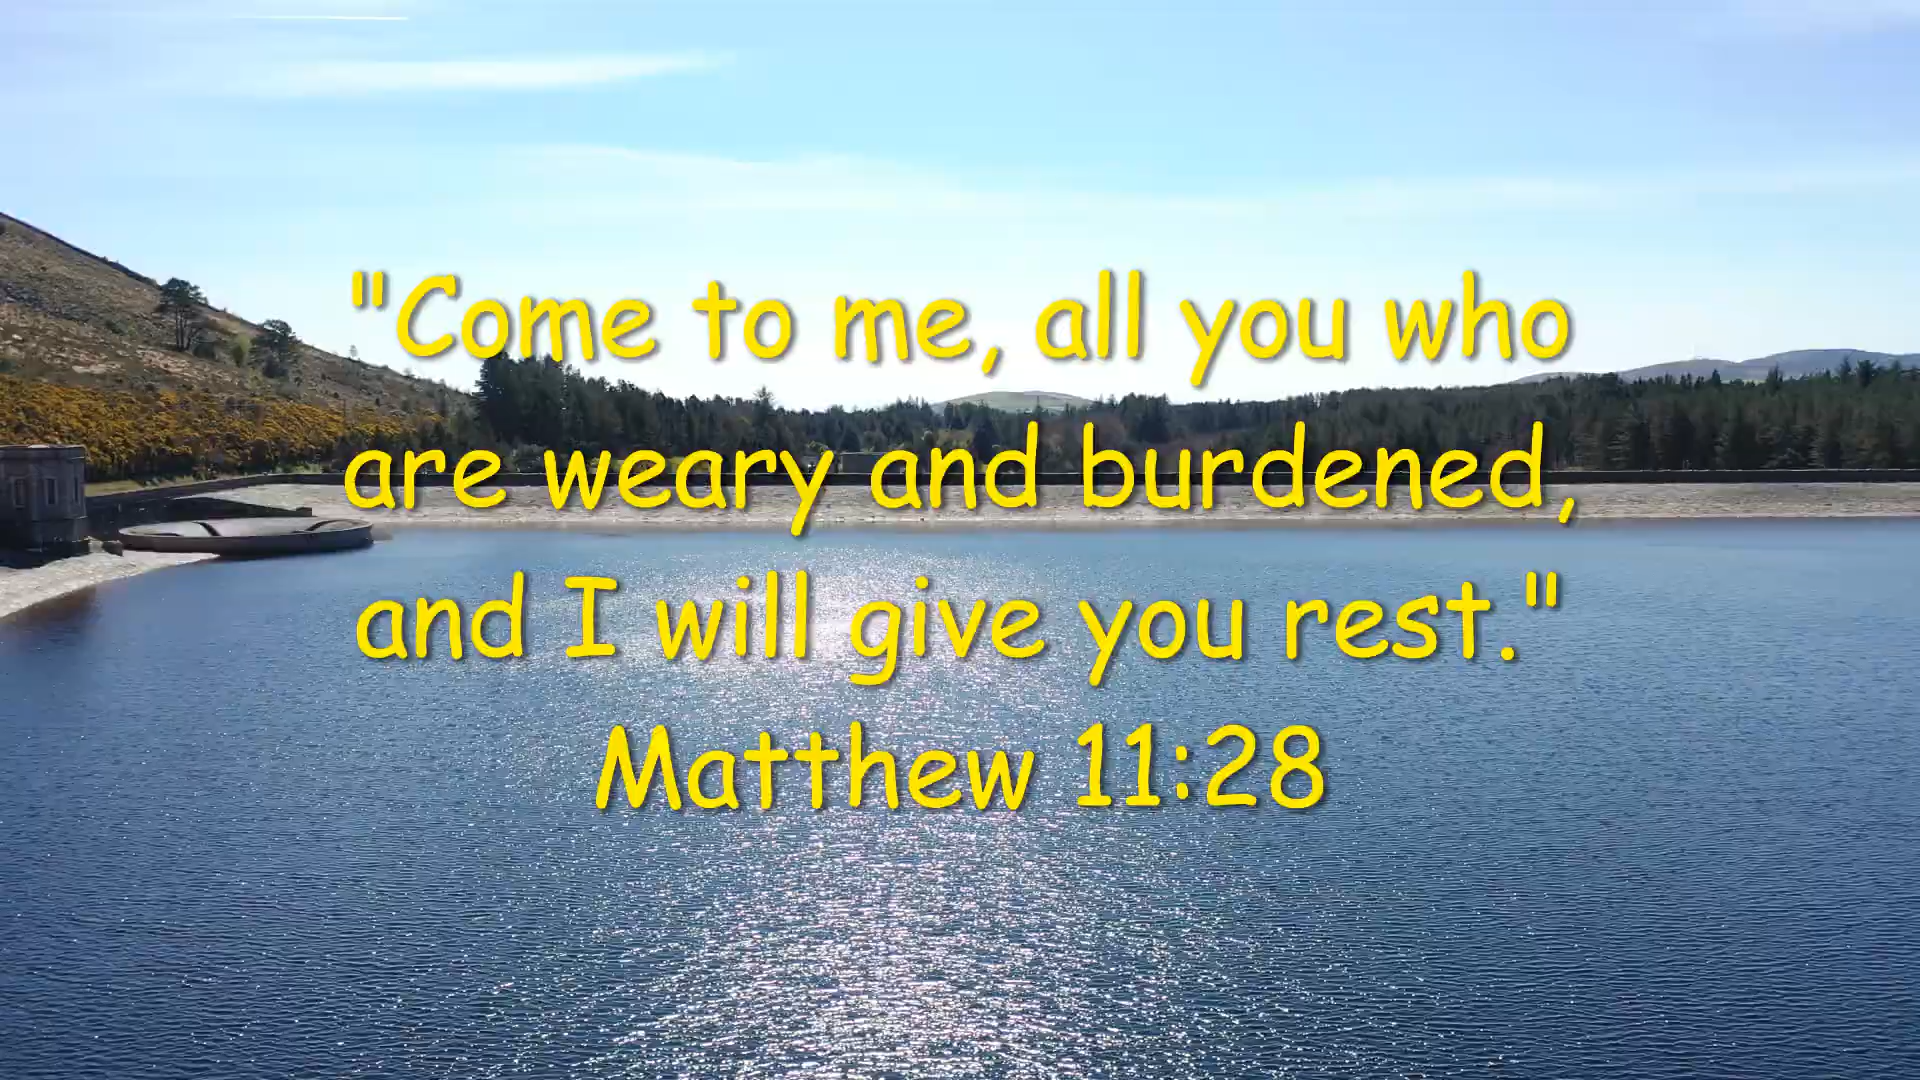 "Come to me, all you who
are weary and burdened,
and I will give you rest."
Matthew 11:28